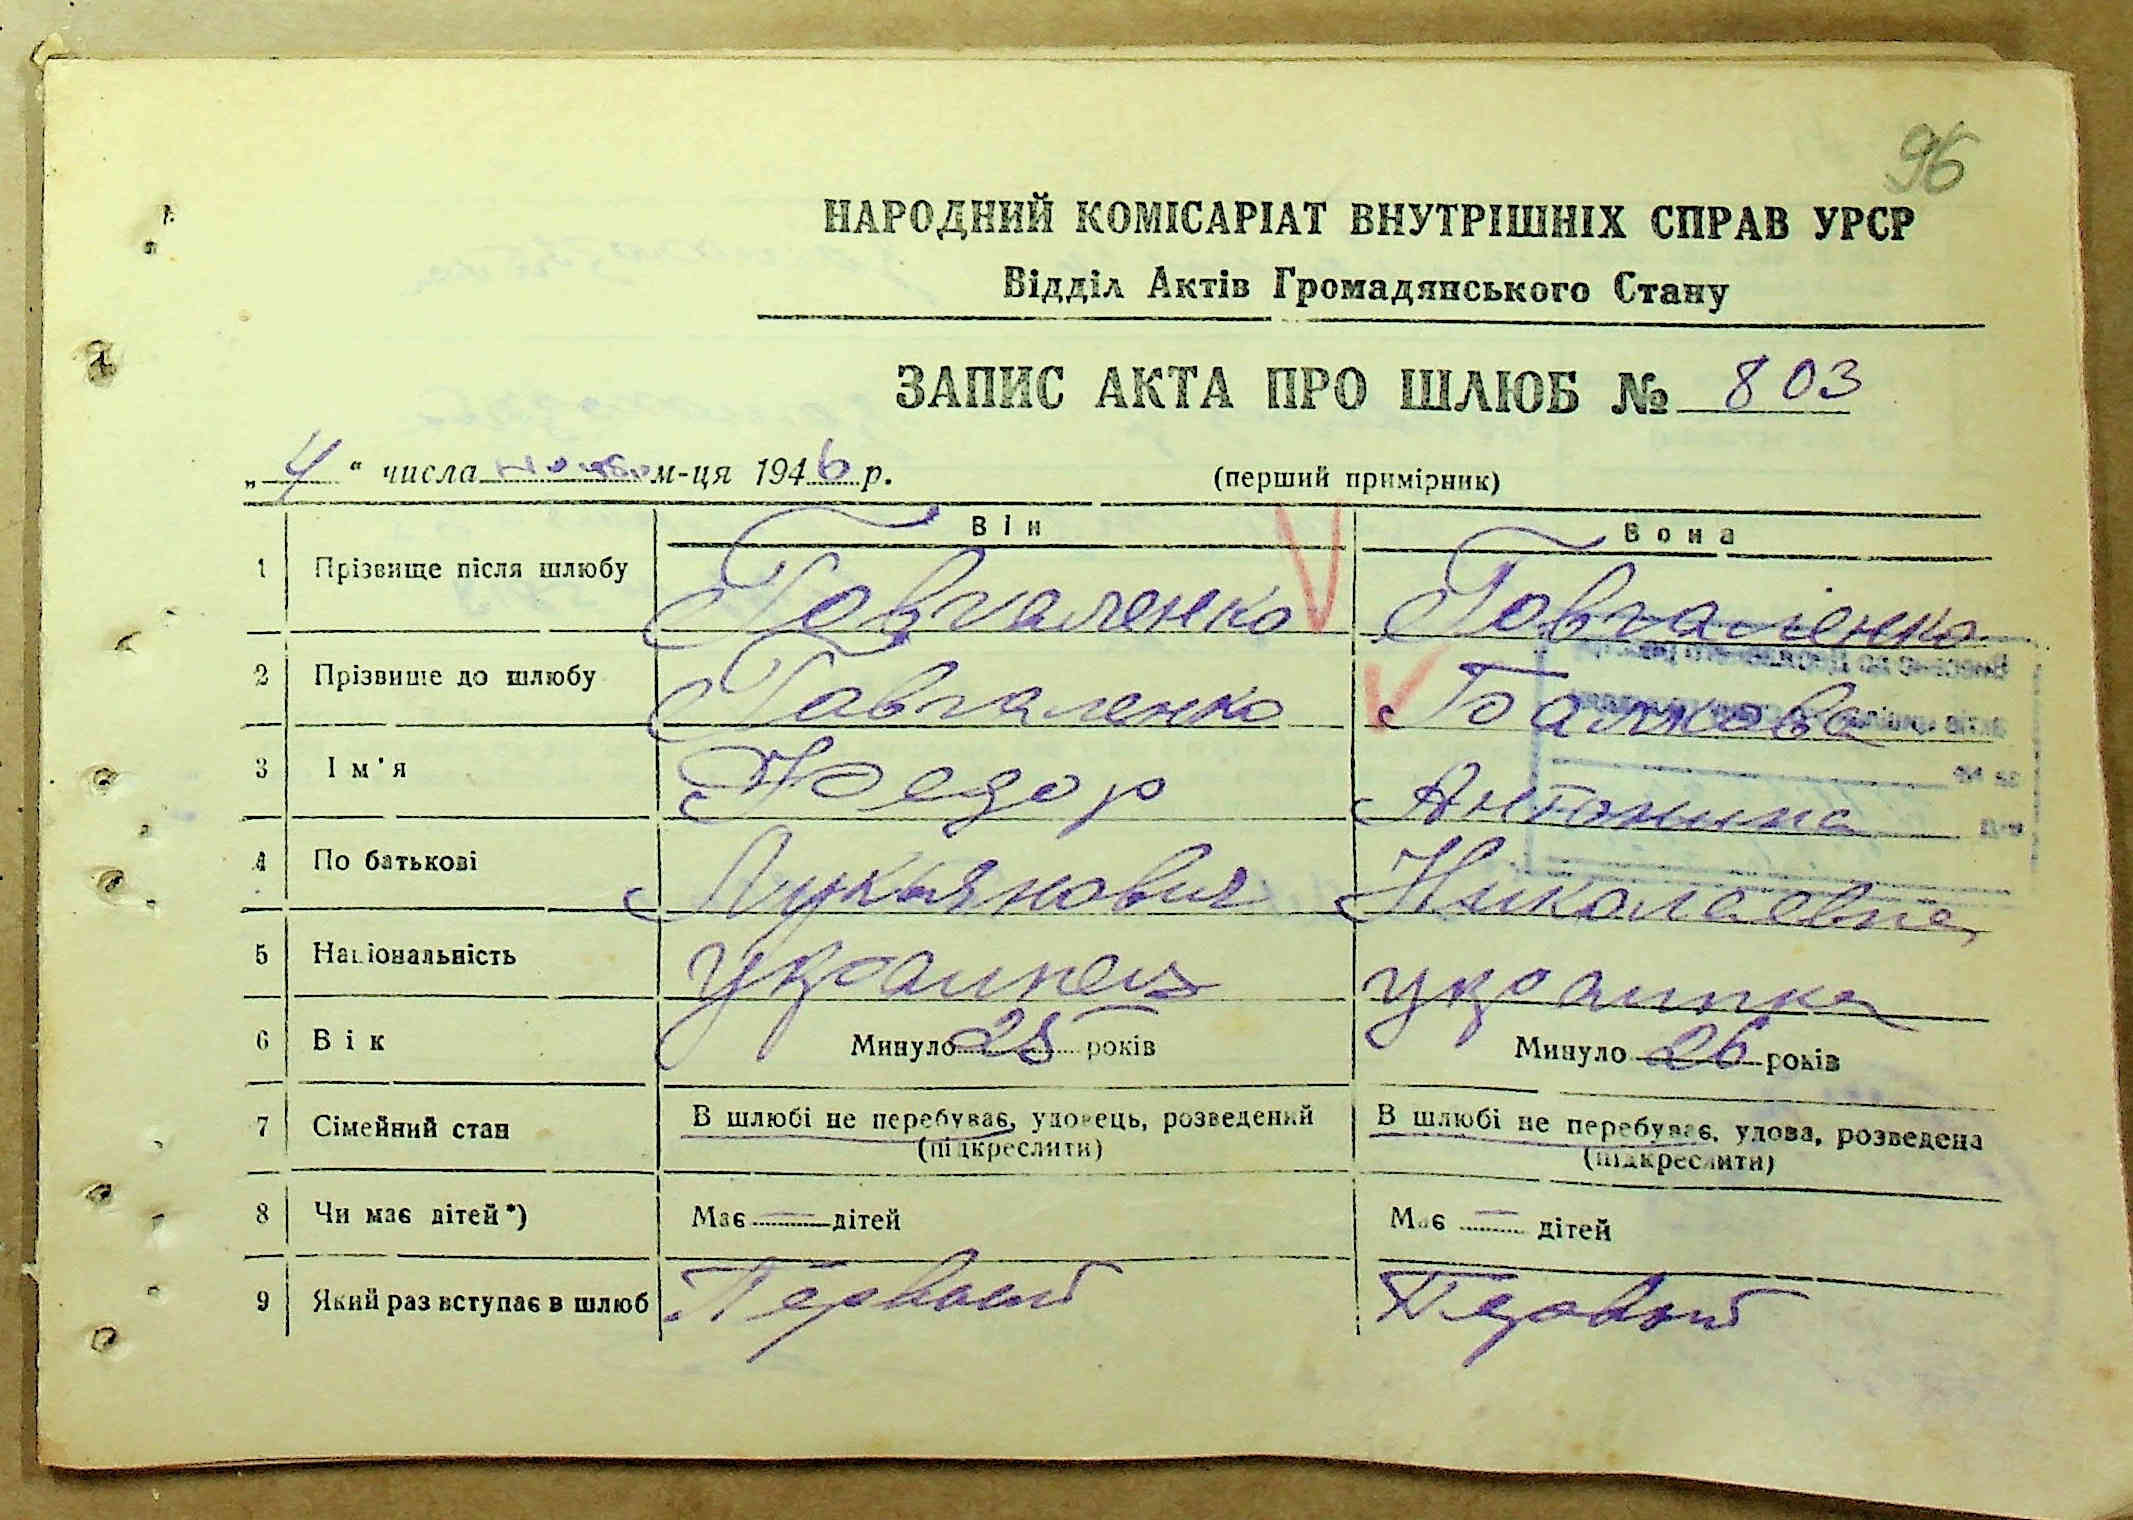 96
НАРОДНИЙ КОМІСАРІАТ ВНУТРІШНІХ СПРАВ УРСР
Відділ Актів Громадянського Стану
ЗАПИС АКТА ПРО ШЛЮБ № 803
„4“ числа м-ця 1946 р. (перший примірник)
Він Вона
1 Прізвище після шлюбу Говгаленко Говгаленко
2 Прізвище до шлюбу Говгаленко Балкова
3 Ім'я Федор Антонина
4 По батькові Лукьянович Николаевна
5 Національність украинец украинка
6 Вік Минуло 25 років Минуло 26 років
7 Сімейний стан В шлюбі не перебуває, удовець, розведений В шлюбі не перебуває, удова, розведена
(підкреслити) (підкреслити)
8 Чи має дітей*) Має — дітей Має — дітей
9 Який раз вступає в шлюб Первый Первый